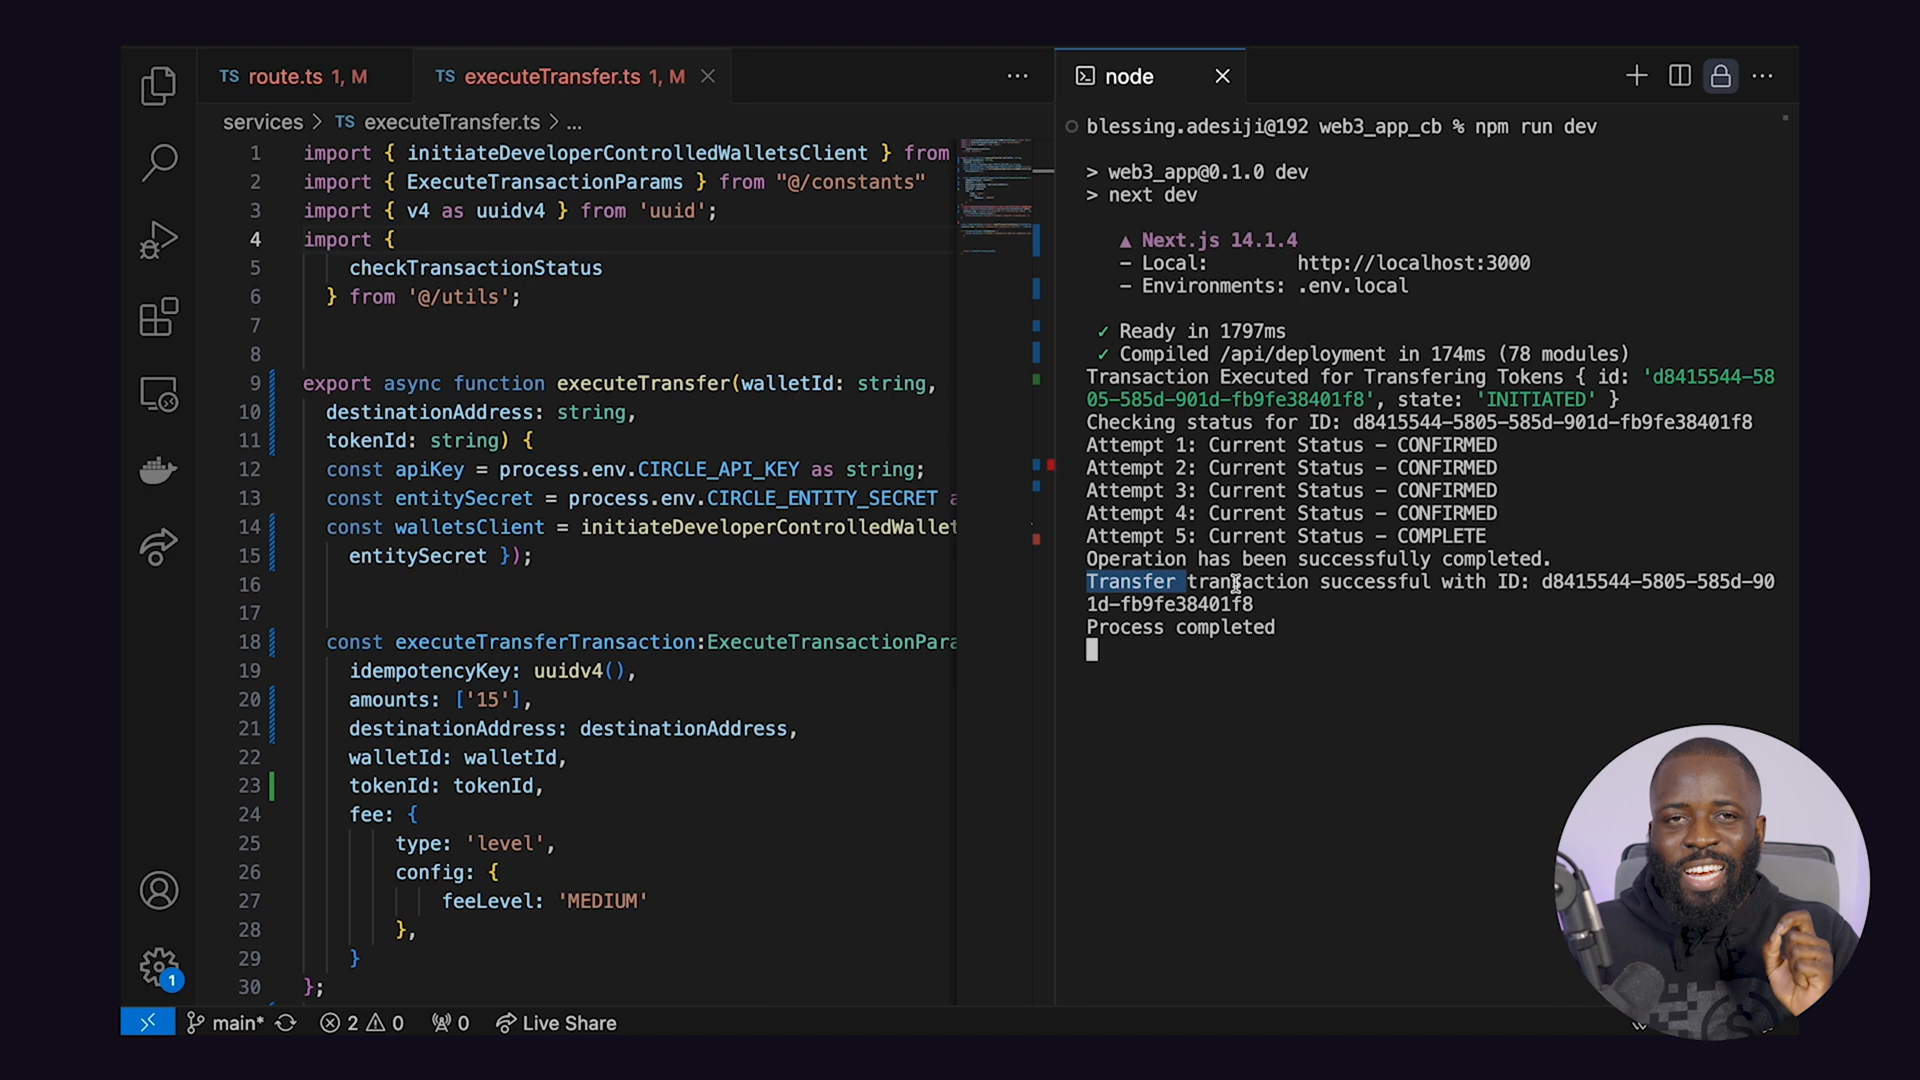 TS route.ts 1, M
TS executeTransfer.ts 1, M
services > TS executeTransfer.ts > ...
1 import { initiateDeveloperControlledWalletsClient } from
2 import { ExecuteTransactionParams } from "@/constants"
3 import { v4 as uuidv4 } from 'uuid';
4 import {
5 checkTransactionStatus
6 } from '@/utils';
7
8
9 export async function executeTransfer(walletId: string,
10 destinationAddress: string,
11 tokenId: string) {
12 const apiKey = process.env.CIRCLE_API_KEY as string;
13 const entitySecret = process.env.CIRCLE_ENTITY_SECRET a
14 const walletsClient = initiateDeveloperControlledWallet
15 entitySecret });
16
17
18 const executeTransferTransaction:ExecuteTransactionPara
19 idempotencyKey: uuidv4(),
20 amounts: ['15'],
21 destinationAddress: destinationAddress,
22 walletId: walletId,
23 tokenId: tokenId,
24 fee: {
25 type: 'level',
26 config: {
27 feeLevel: 'MEDIUM'
28 },
29 }
30 };
node
blessing.adesiji@192 web3_app_cb % npm run dev
> web3_app@0.1.0 dev
> next dev
▲ Next.js 14.1.4
- Local: http://localhost:3000
- Environments: .env.local
✓ Ready in 1797ms
✓ Compiled /api/deployment in 174ms (78 modules)
Transaction Executed for Transfering Tokens { id: 'd8415544-58
05-585d-901d-fb9fe38401f8', state: 'INITIATED' }
Checking status for ID: d8415544-5805-585d-901d-fb9fe38401f8
Attempt 1: Current Status - CONFIRMED
Attempt 2: Current Status - CONFIRMED
Attempt 3: Current Status - CONFIRMED
Attempt 4: Current Status - CONFIRMED
Attempt 5: Current Status - COMPLETE
Operation has been successfully completed.
Transfer transaction successful with ID: d8415544-5805-585d-90
1d-fb9fe38401f8
Process completed
1
main* 2 0 0 Live Share